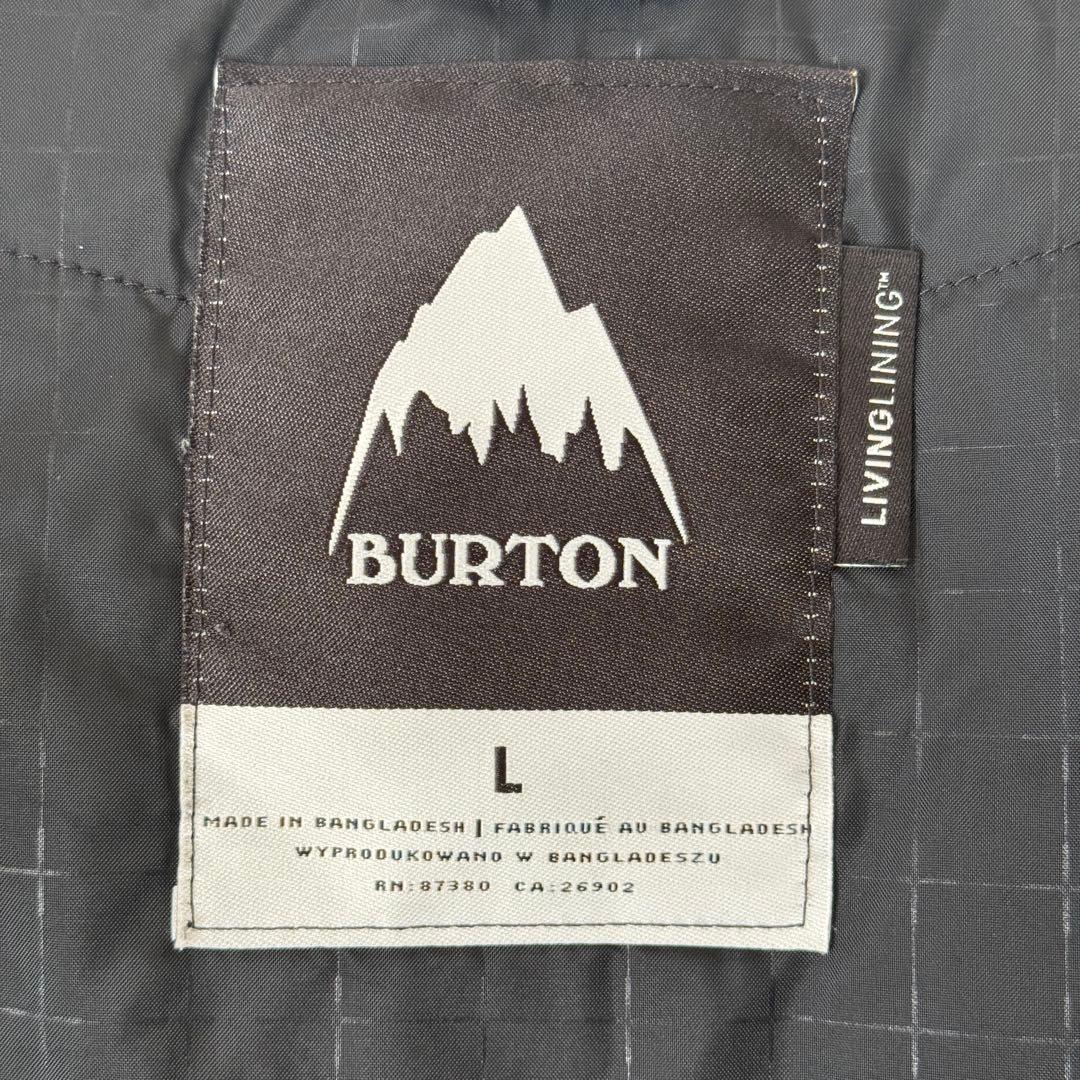 BURTON
LIVINGLINING™
L
MADE IN BANGLADESH | FABRIQUÉ AU BANGLADESH
WYPRODUKOWANO W BANGLADESZU
RN:87380 CA:26902